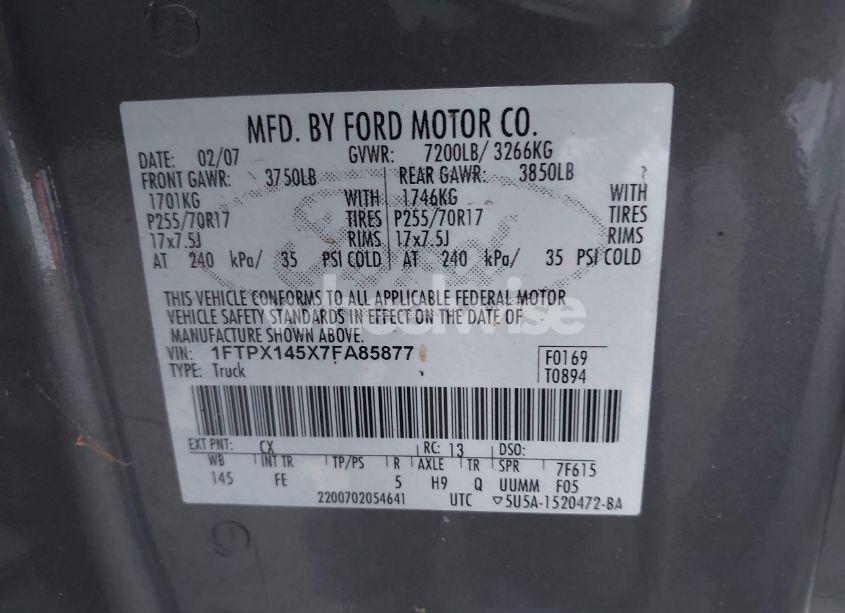 MFD. BY FORD MOTOR CO.
DATE: 02/07 GVWR: 7200LB/ 3266KG
FRONT GAWR: 3750LB REAR GAWR: 3850LB
1701KG WITH 1746KG WITH
P255/70R17 TIRES P255/70R17 TIRES
17x7.5J RIMS 17x7.5J RIMS
AT 240 kPa/ 35 PSI COLD AT 240 kPa/ 35 PSI COLD
THIS VEHICLE CONFORMS TO ALL APPLICABLE FEDERAL MOTOR
VEHICLE SAFETY STANDARDS IN EFFECT ON THE DATE OF
MANUFACTURE SHOWN ABOVE.
VIN: 1FTPX145X7FA85877 F0169
TYPE: Truck T0894
EXT PNT: CX RC: 13 DSO:
WB INT TR TP/PS R AXLE TR SPR 7F615
145 FE 5 H9 Q UUMM F05
2200702054641 UTC ▽5U5A-1520472-BA